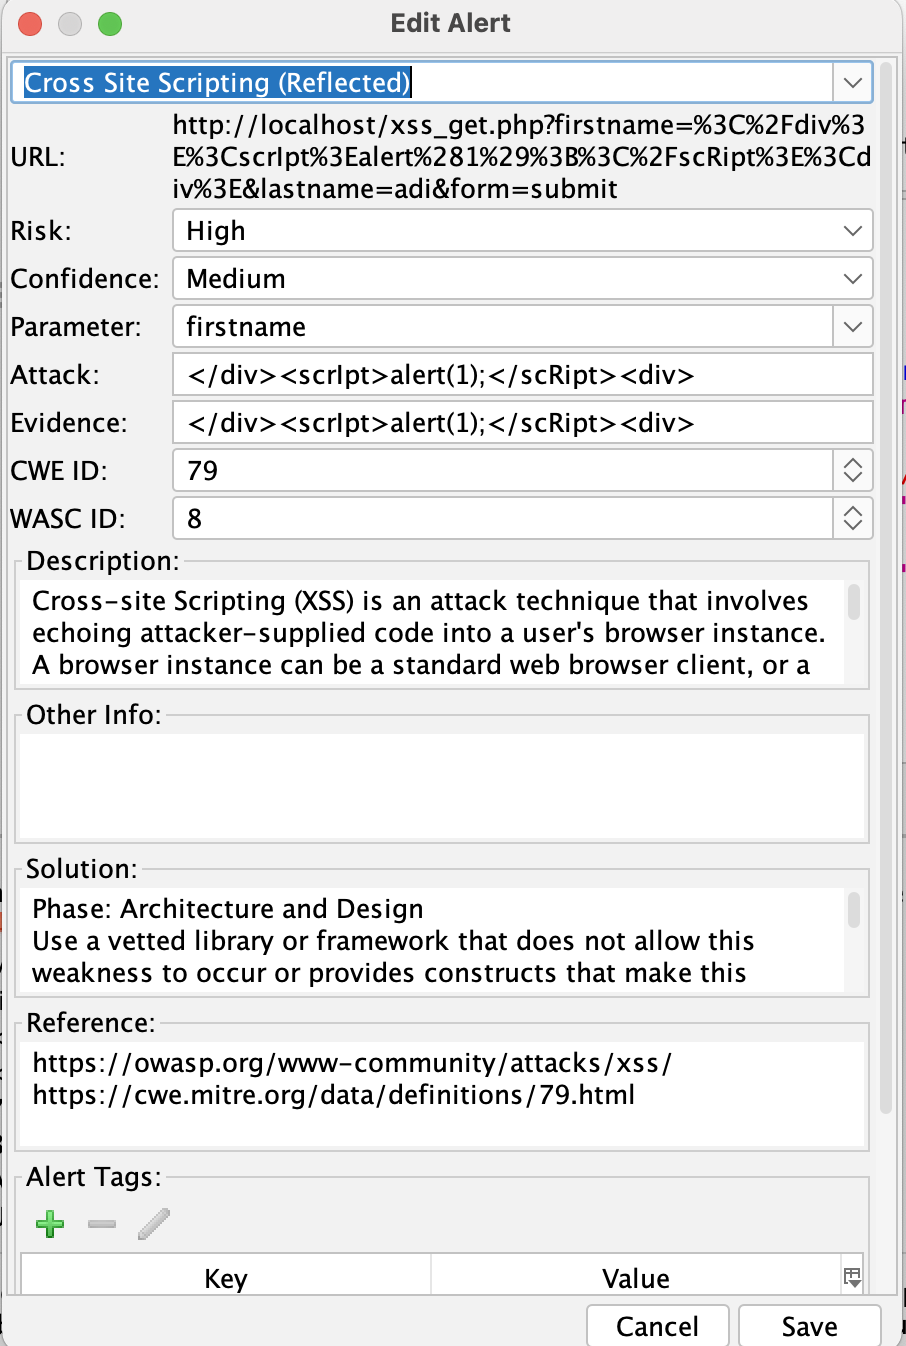 Edit Alert
Cross Site Scripting (Reflected)
URL:
http://localhost/xss_get.php?firstname=%3C%2Fdiv%3
E%3CscrIpt%3Ealert%281%29%3B%3C%2FscRipt%3E%3Cd
iv%3E&lastname=adi&form=submit
Risk:
High
Confidence:
Medium
Parameter:
firstname
Attack:
</div><scrIpt>alert(1);</scRipt><div>
Evidence:
</div><scrIpt>alert(1);</scRipt><div>
CWE ID:
79
WASC ID:
8
Description:
Cross-site Scripting (XSS) is an attack technique that involves
echoing attacker-supplied code into a user's browser instance.
A browser instance can be a standard web browser client, or a
Other Info:
Solution:
Phase: Architecture and Design
Use a vetted library or framework that does not allow this
weakness to occur or provides constructs that make this
Reference:
https://owasp.org/www-community/attacks/xss/
https://cwe.mitre.org/data/definitions/79.html
Alert Tags:
Key
Value
Cancel
Save